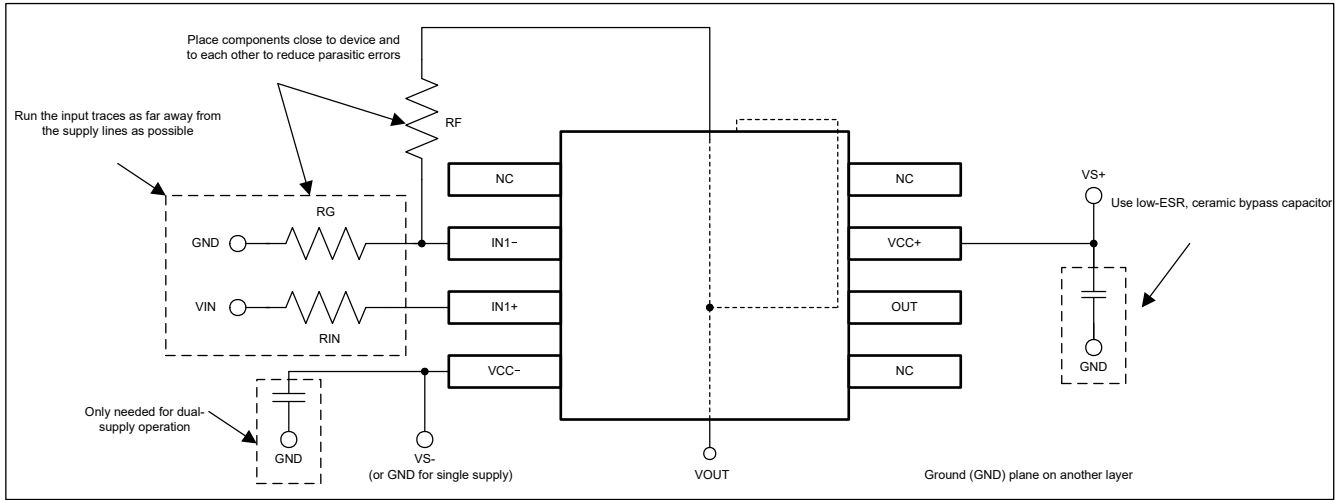 Place components close to device and
to each other to reduce parasitic errors
Run the input traces as far away from
the supply lines as possible
RF
NC
NC
VS+
Use low-ESR, ceramic bypass capacitor
RG
GND
IN1−
VCC+
VIN
IN1+
OUT
RIN
GND
VCC−
NC
Only needed for dual-
supply operation
GND
VS-
(or GND for single supply)
VOUT
Ground (GND) plane on another layer